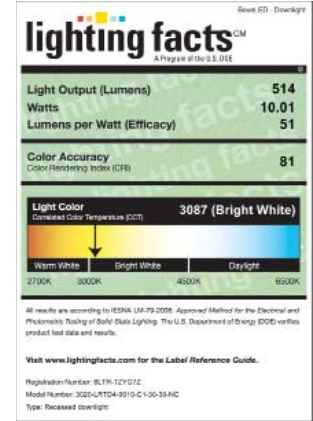 BeveLED - Downlight
lighting facts CM
A Program of the U.S. DOE
Light Output (Lumens) 514
Watts 10.01
Lumens per Watt (Efficacy) 51
Color Accuracy 81
Color Rendering Index (CRI)
Light Color 3087 (Bright White)
Correlated Color Temperature (CCT)
Warm White Bright White Daylight
2700K 3000K 4500K 6500K
All results are according to IESNA LM-79-2008: Approved Method for the Electrical and
Photometric Testing of Solid-State Lighting. The U.S. Department of Energy (DOE) verifies
product test data and results.
Visit www.lightingfacts.com for the Label Reference Guide.
Registration Number:
Model Number:
Type: Recessed downlight